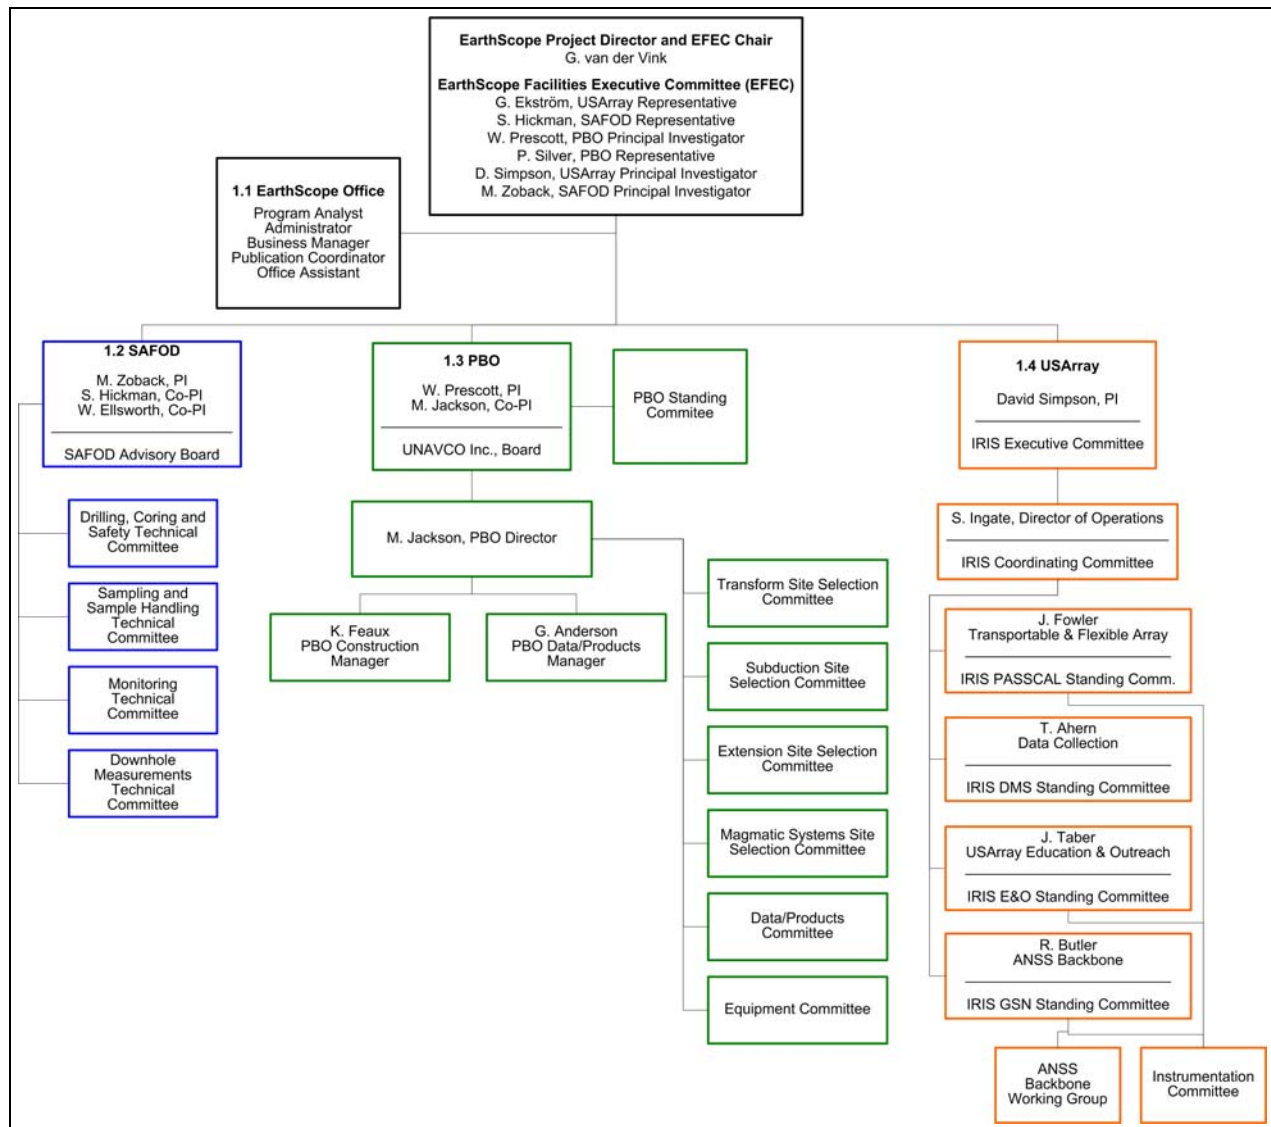 EarthScope Project Director and EFEC Chair
G. van der Vink
EarthScope Facilities Executive Committee (EFEC)
G. Ekström, USArray Representative
S. Hickman, SAFOD Representative
W. Prescott, PBO Principal Investigator
P. Silver, PBO Representative
D. Simpson, USArray Principal Investigator
M. Zoback, SAFOD Principal Investigator
1.1 EarthScope Office
Program Analyst
Administrator
Business Manager
Publication Coordinator
Office Assistant
1.2 SAFOD
M. Zoback, PI
S. Hickman, Co-PI
W. Ellsworth, Co-PI
SAFOD Advisory Board
Drilling, Coring and
Safety Technical
Committee
Sampling and
Sample Handling
Technical
Committee
Monitoring
Technical
Committee
Downhole
Measurements
Technical
Committee
1.3 PBO
W. Prescott, PI
M. Jackson, Co-PI
UNAVCO Inc., Board
PBO Standing
Commitee
M. Jackson, PBO Director
K. Feaux
PBO Construction
Manager
G. Anderson
PBO Data/Products
Manager
Transform Site Selection
Committee
Subduction Site
Selection Committee
Extension Site Selection
Committee
Magmatic Systems Site
Selection Committee
Data/Products
Committee
Equipment Committee
1.4 USArray
David Simpson, PI
IRIS Executive Committee
S. Ingate, Director of Operations
IRIS Coordinating Committee
J. Fowler
Transportable & Flexible Array
IRIS PASSCAL Standing Comm.
T. Ahern
Data Collection
IRIS DMS Standing Committee
J. Taber
USArray Education & Outreach
IRIS E&O Standing Committee
R. Butler
ANSS Backbone
IRIS GSN Standing Committee
ANSS
Backbone
Working Group
Instrumentation
Committee